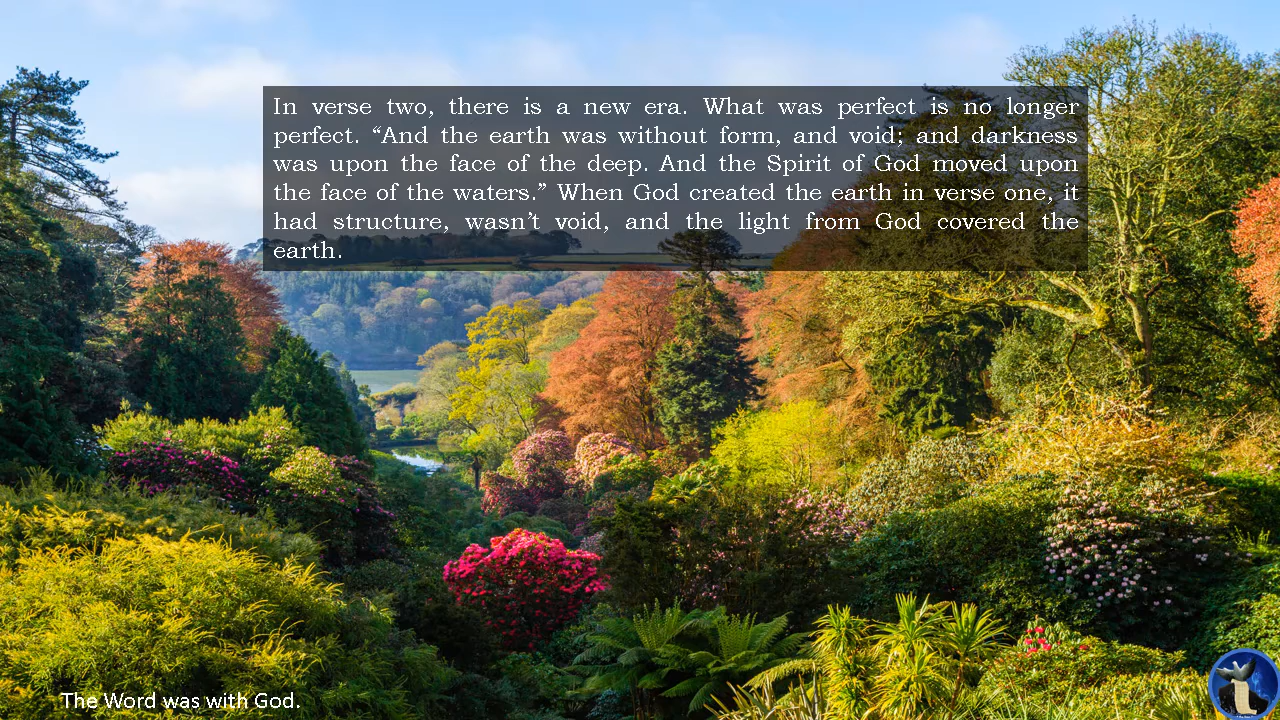 In verse two, there is a new era. What was perfect is no longer
perfect. “And the earth was without form, and void; and darkness
was upon the face of the deep. And the Spirit of God moved upon
the face of the waters.” When God created the earth in verse one, it
had structure, wasn’t void, and the light from God covered the
earth.
The Word was with God.